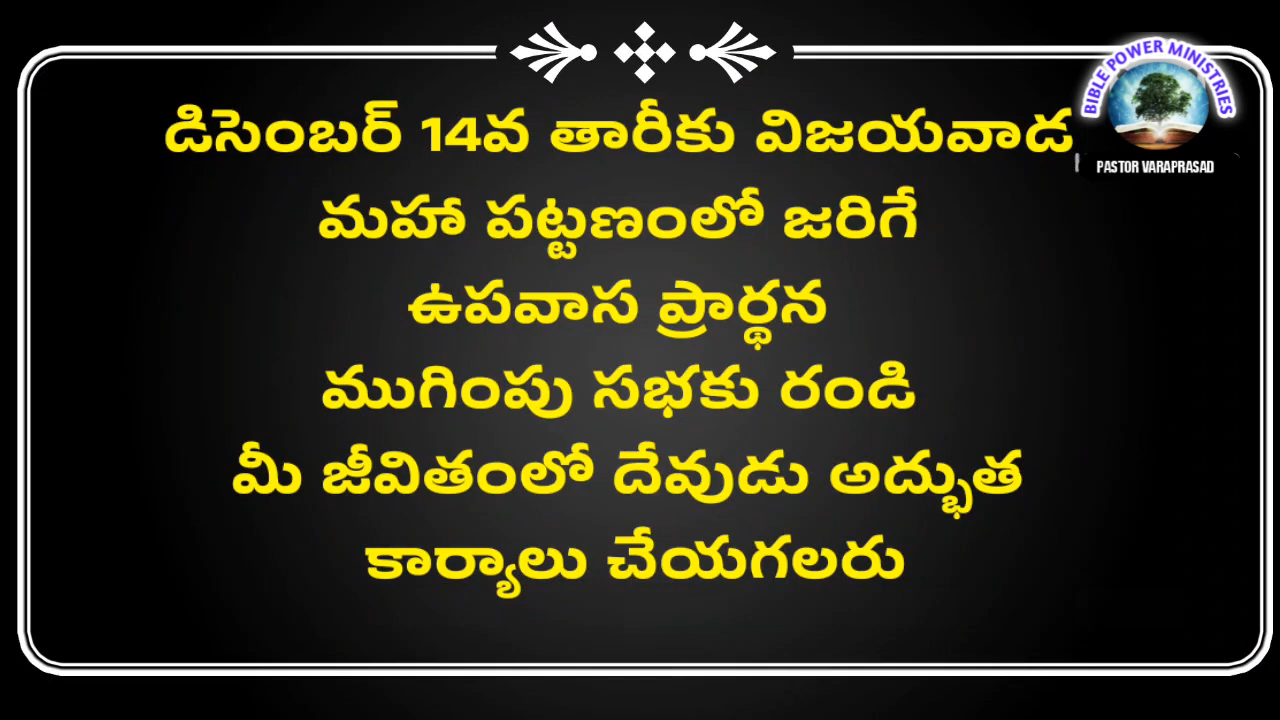 BIBLE POWER MINISTRIES
PASTOR VARAPRASAD
డిసెంబర్ 14వ తారీకు విజయవాడ
మహా పట్టణంలో జరిగే
ఉపవాస ప్రార్థన
ముగింపు సభకు రండి
మీ జీవితంలో దేవుడు అద్భుత
కార్యాలు చేయగలరు